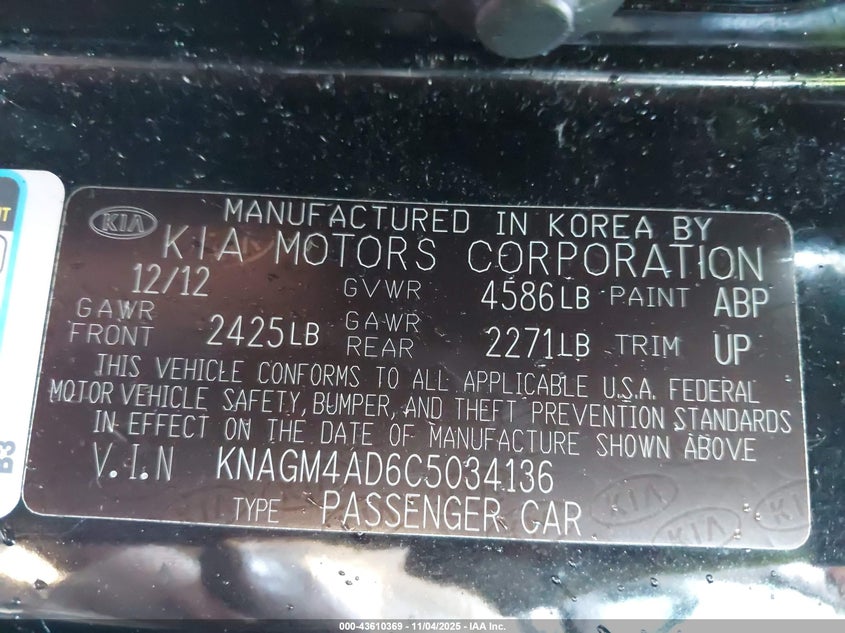 KIA
MANUFACTURED IN KOREA BY
KIA MOTORS CORPORATION
12/12 GVWR 4586LB PAINT ABP
GAWR FRONT 2425LB GAWR REAR 2271LB TRIM UP
THIS VEHICLE CONFORMS TO ALL APPLICABLE U.S.A. FEDERAL
MOTOR VEHICLE SAFETY, BUMPER, AND THEFT PREVENTION STANDARDS
IN EFFECT ON THE DATE OF MANUFACTURE SHOWN ABOVE
V.I.N KNAGM4AD6C5034136
TYPE PASSENGER CAR
KIA
KIA
KIA
000-43610369 | 11/04/2025 - IAA Inc.